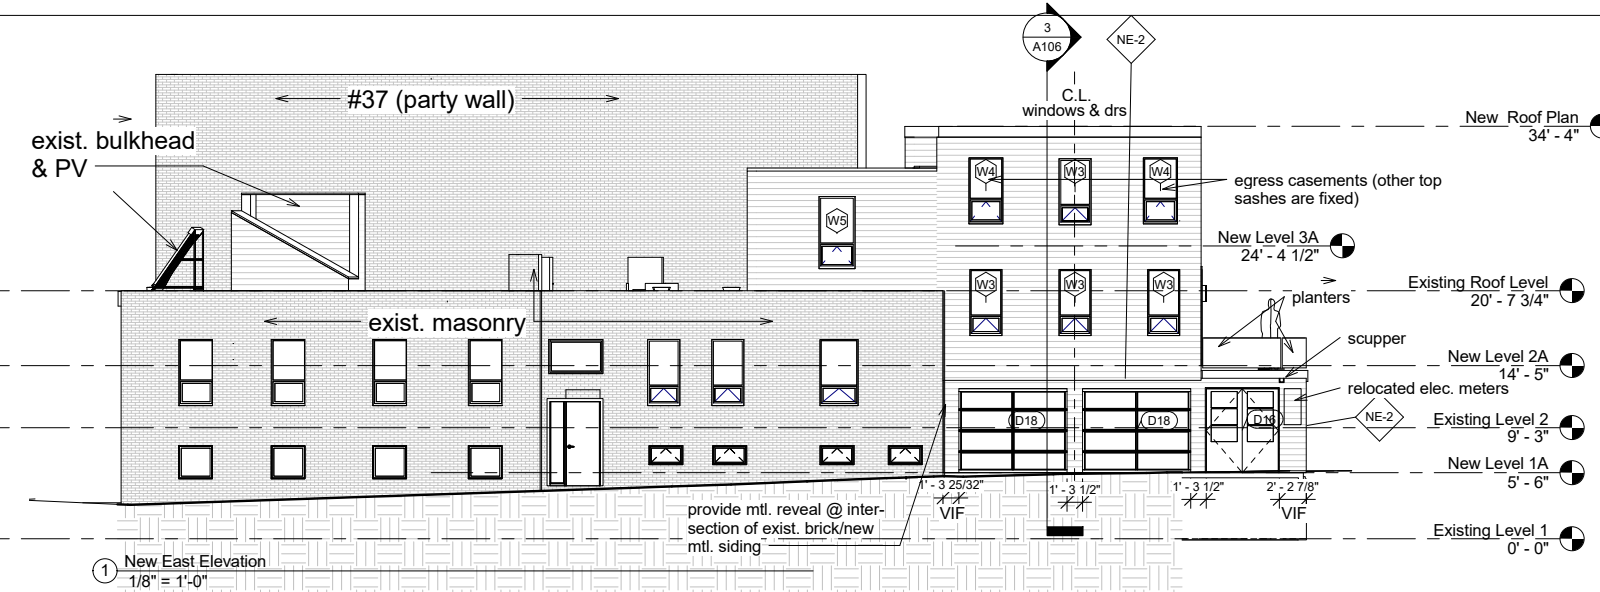 3
A106
NE-2
#37 (party wall)
C.L.
windows & drs
New Roof Plan
34' - 4"
exist. bulkhead
& PV
W4
W3
W4
egress casements (other top
sashes are fixed)
W5
New Level 3A
24' - 4 1/2"
W3
W3
W3
Existing Roof Level
20' - 7 3/4"
planters
exist. masonry
scupper
New Level 2A
14' - 5"
relocated elec. meters
D18
D18
D16
NE-2
Existing Level 2
9' - 3"
New Level 1A
5' - 6"
1' - 3 25/32"
VIF
1' - 3 1/2"
1' - 3 1/2"
2' - 2 7/8"
VIF
provide mtl. reveal @ inter-
section of exist. brick/new
mtl. siding
Existing Level 1
0' - 0"
1
New East Elevation
1/8" = 1'-0"